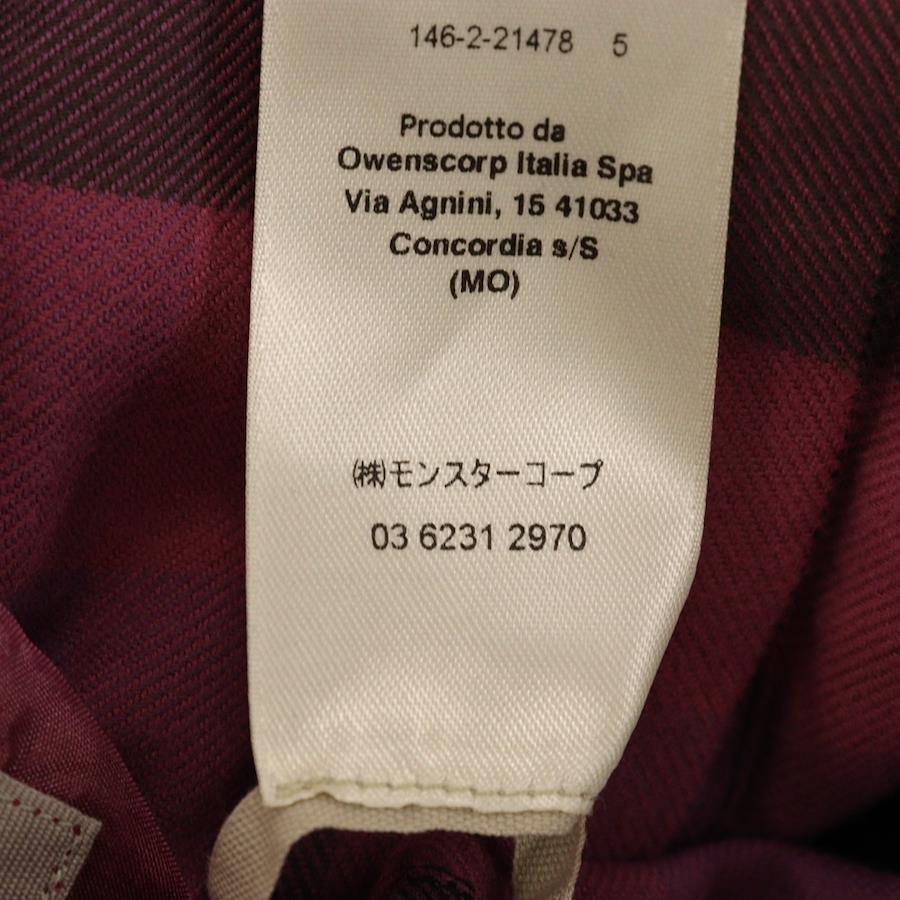 146-2-21478 5
Prodotto da
Owenscorp Italia Spa
Via Agnini, 15 41033
Concordia s/S
(MO)
㈱モンスターコープ
03 6231 2970